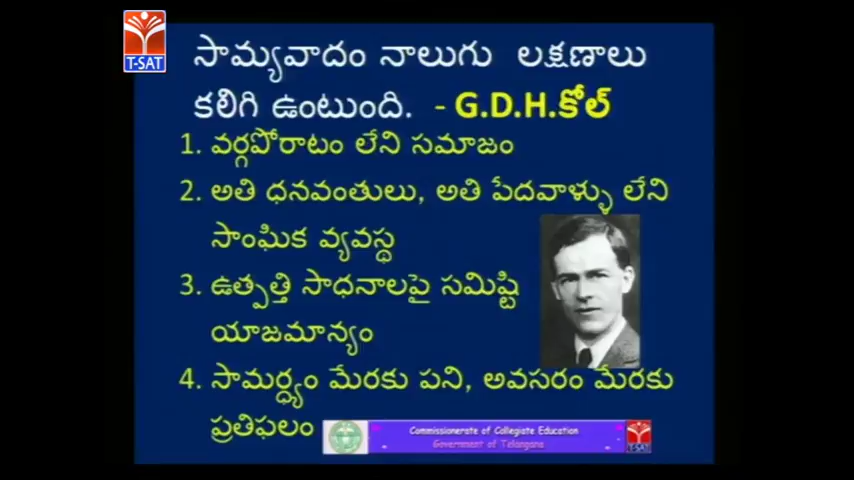 T-SAT
సామ్యవాదం నాలుగు లక్షణాలు
కలిగి ఉంటుంది. - G.D.H.కోల్
1. వర్గపోరాటం లేని సమాజం
2. అతి ధనవంతులు, అతి పేదవాళ్ళు లేని
సాంఘిక వ్యవస్థ
3. ఉత్పత్తి సాధనాలపై సమిష్టి
యాజమాన్యం
4. సామర్ధ్యం మేరకు పని, అవసరం మేరకు
ప్రతిఫలం
Commissionerate of Collegiate Education
Government of Telangana
T-SAT